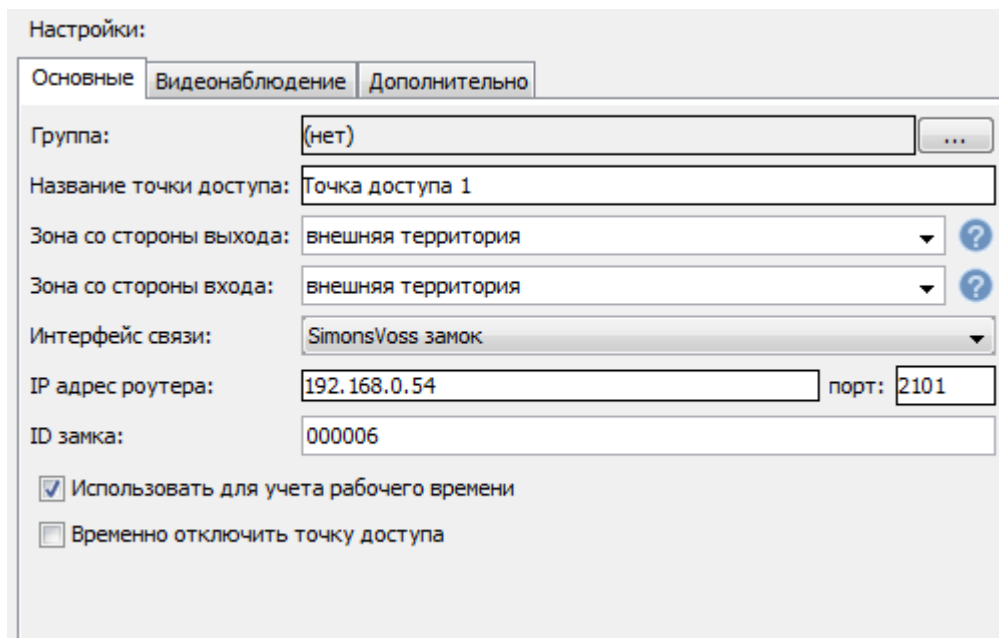 Настройки:
Основные Видеонаблюдение Дополнительно
Группа: (нет) ...
Название точки доступа: Точка доступа 1
Зона со стороны выхода: внешняя территория ?
Зона со стороны входа: внешняя территория ?
Интерфейс связи: SimonsVoss замок
IP адрес роутера: 192.168.0.54 порт: 2101
ID замка: 000006
Использовать для учета рабочего времени
Временно отключить точку доступа